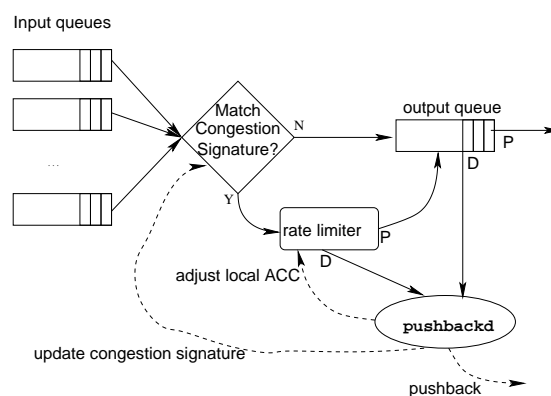 Input queues
Match
Congestion
Signature?
N
output queue
P
D
...
Y
rate limiter
P
D
adjust local ACC
pushbackd
update congestion signature
pushback